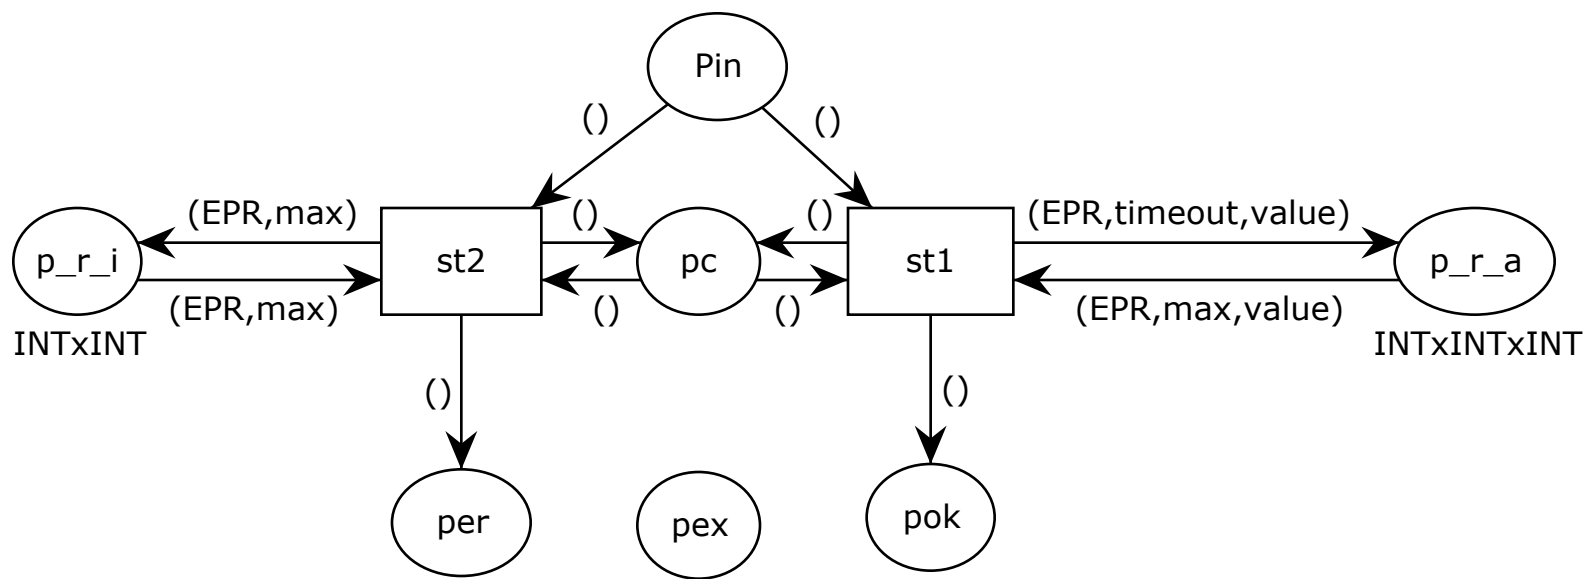 Pin
()
()
(EPR,max)
()
()
(EPR,timeout,value)
p_r_i
st2
pc
st1
p_r_a
(EPR,max)
()
()
(EPR,max,value)
INTxINT
INTxINTxINT
()
()
per
pex
pok